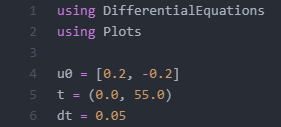 1 using DifferentialEquations
2 using Plots
3
4 u0 = [0.2, -0.2]
5 t = (0.0, 55.0)
6 dt = 0.05